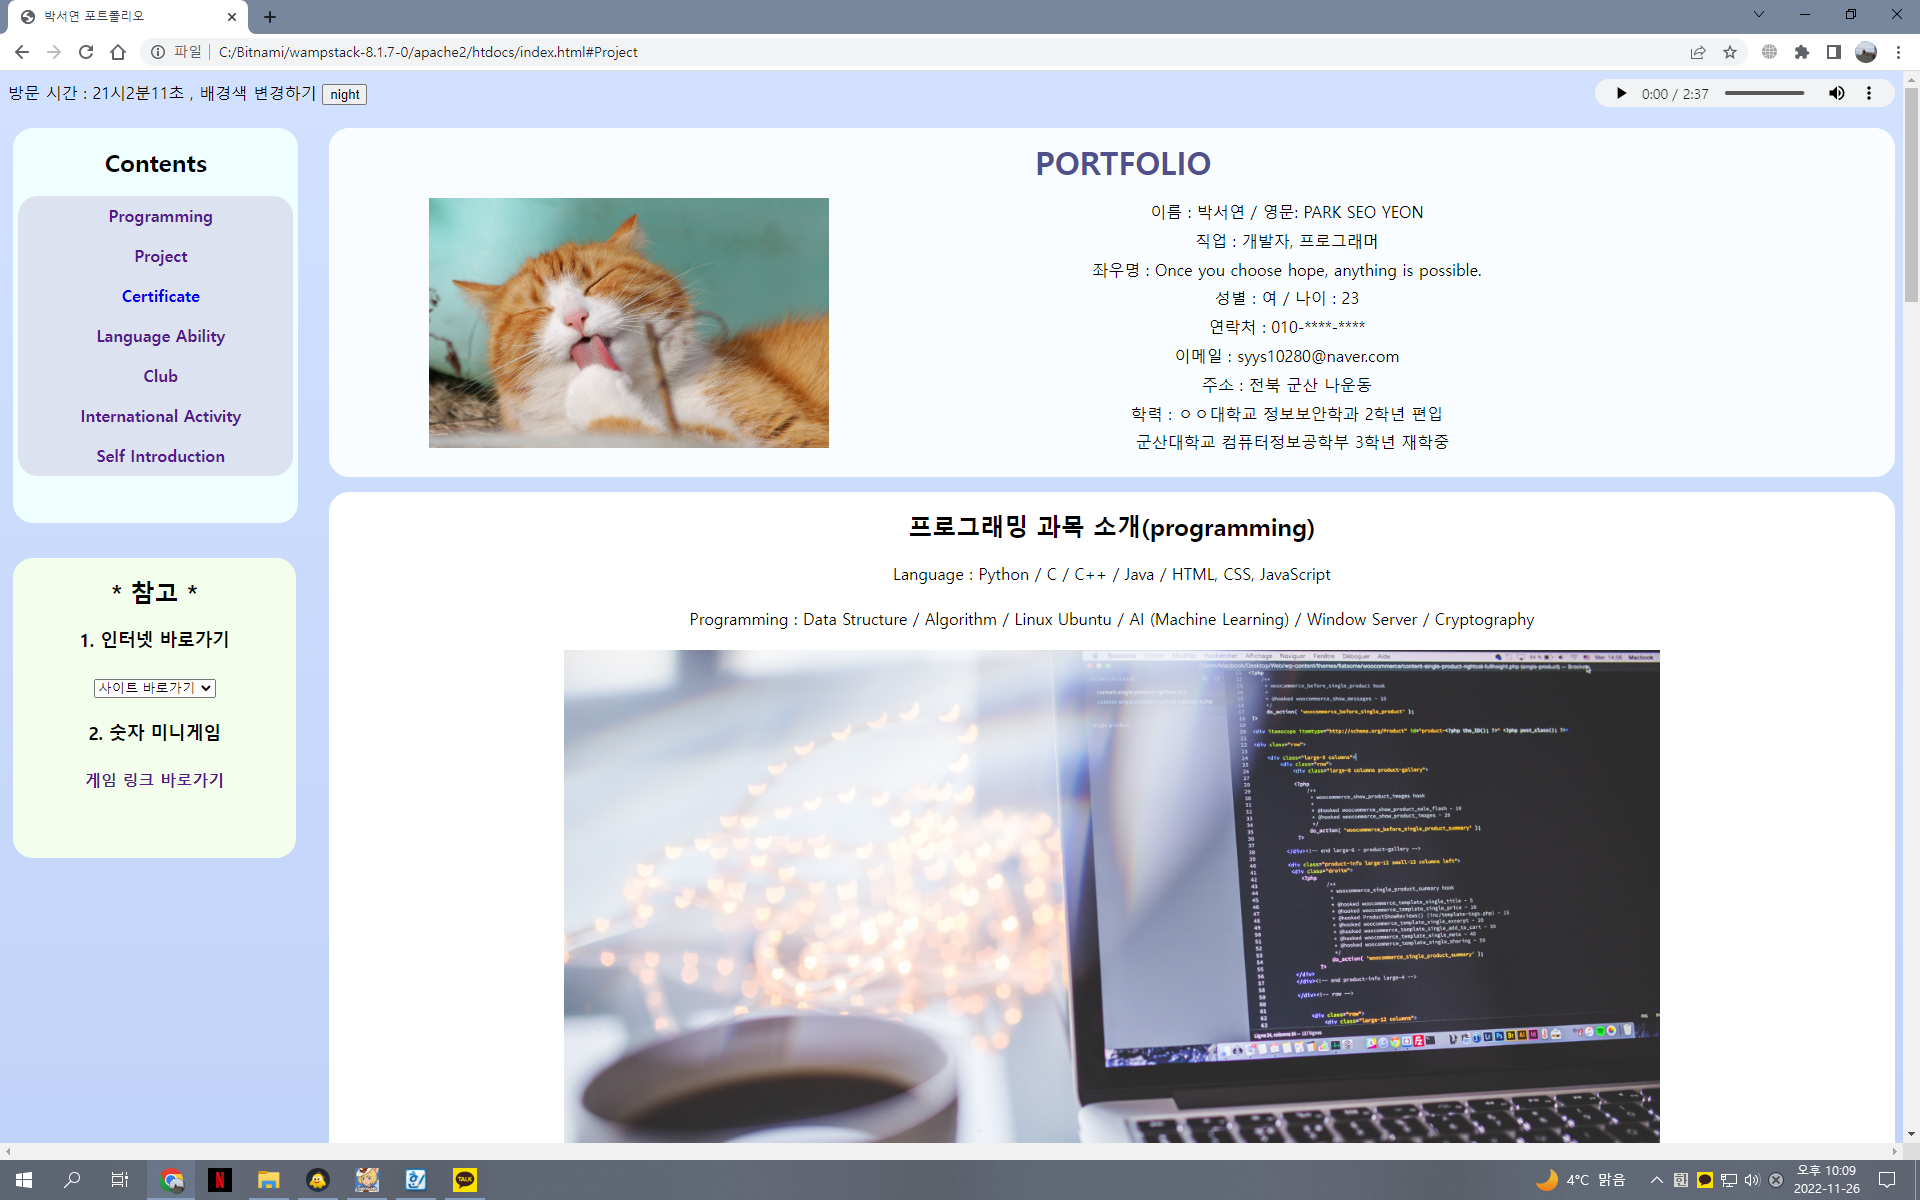 박서연 포트폴리오
파일 C:/Bitnami/wampstack-8.1.7-0/apache2/htdocs/index.html#Project
방문 시간 : 21시2분11초 , 배경색 변경하기 night
0:00 / 2:37
Contents
Programming
Project
Certificate
Language Ability
Club
International Activity
Self Introduction
* 참고 *
1. 인터넷 바로가기
사이트 바로가기
2. 숫자 미니게임
게임 링크 바로가기
PORTFOLIO
이름 : 박서연 / 영문: PARK SEO YEON
직업 : 개발자, 프로그래머
좌우명 : Once you choose hope, anything is possible.
성별 : 여 / 나이 : 23
연락처 : 010-****-****
이메일 : syys10280@naver.com
주소 : 전북 군산 나운동
학력 : ㅇㅇ대학교 정보보안학과 2학년 편입
군산대학교 컴퓨터정보공학부 3학년 재학중
프로그래밍 과목 소개(programming)
Language : Python / C / C++ / Java / HTML, CSS, JavaScript
Programming : Data Structure / Algorithm / Linux Ubuntu / AI (Machine Learning) / Window Server / Cryptography
TALK
4°C 맑음
오후 10:09
2022-11-26